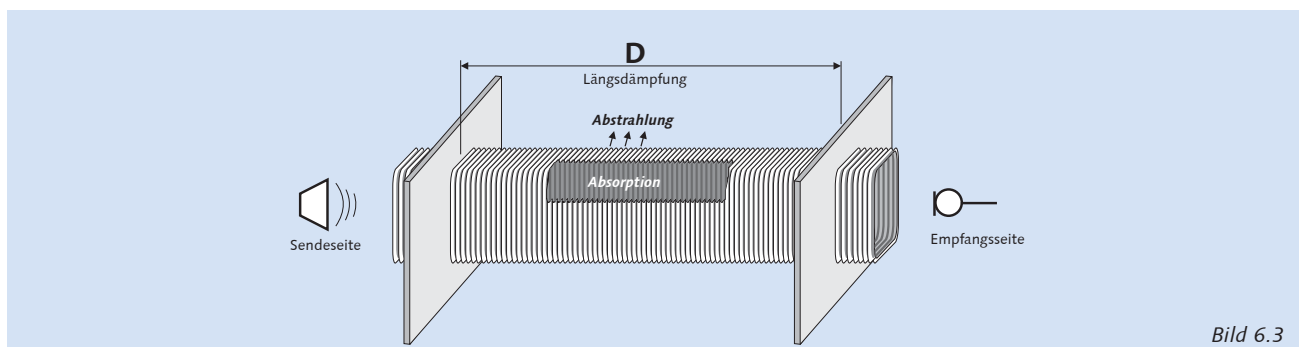 D
Längsdämpfung
Abstrahlung
Absorption
Sendeseite
Empfangsseite
Bild 6.3